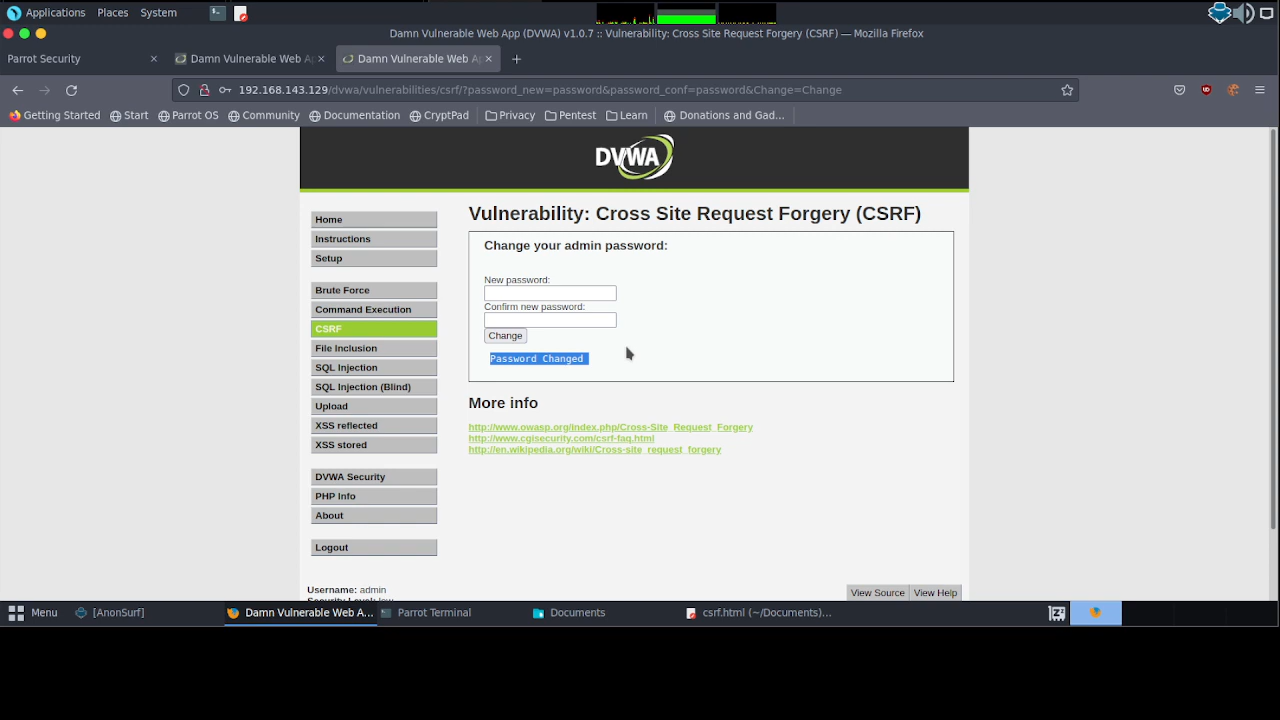 Applications Places System
Damn Vulnerable Web App (DVWA) v1.0.7 :: Vulnerability: Cross Site Request Forgery (CSRF) — Mozilla Firefox
Parrot Security × Damn Vulnerable Web Ap × Damn Vulnerable Web Ap × +
192.168.143.129/dvwa/vulnerabilities/csrf/?password_new=password&password_conf=password&Change=Change
Getting Started Start Parrot OS Community Documentation CryptPad Privacy Pentest Learn Donations and Gad...
DVWA
Vulnerability: Cross Site Request Forgery (CSRF)
Home
Instructions
Setup
Brute Force
Command Execution
CSRF
File Inclusion
SQL Injection
SQL Injection (Blind)
Upload
XSS reflected
XSS stored
DVWA Security
PHP Info
About
Logout
Change your admin password:
New password:
Confirm new password:
Change
Password Changed
More info
http://www.owasp.org/index.php/Cross-Site_Request_Forgery
http://www.cgisecurity.com/csrf-faq.html
http://en.wikipedia.org/wiki/Cross-site_request_forgery
Username: admin
Security Level: low
View Source View Help
Menu [AnonSurf] Damn Vulnerable Web A... Parrot Terminal Documents csrf.html (~/Documents)...